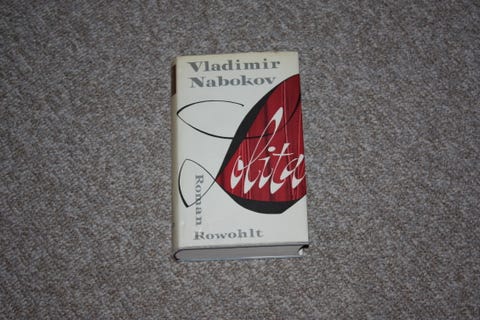 Vladimir
Nabokov
Lolita
Roman
Rowohlt